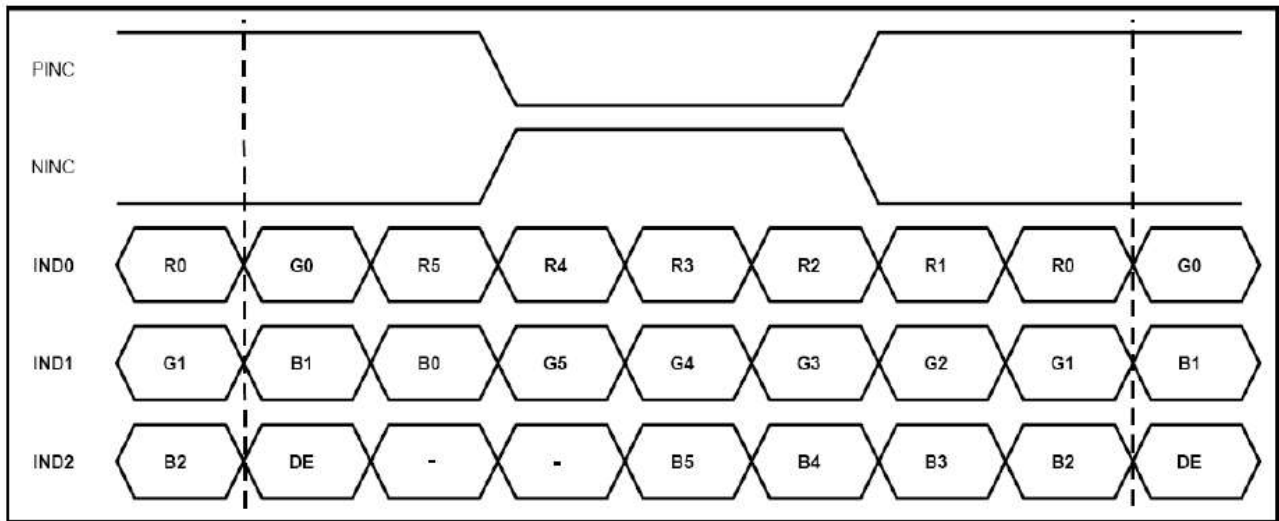 PINC
NINC
IND0 R0 G0 R5 R4 R3 R2 R1 R0 G0
IND1 G1 B1 B0 G5 G4 G3 G2 G1 B1
IND2 B2 DE - - B5 B4 B3 B2 DE